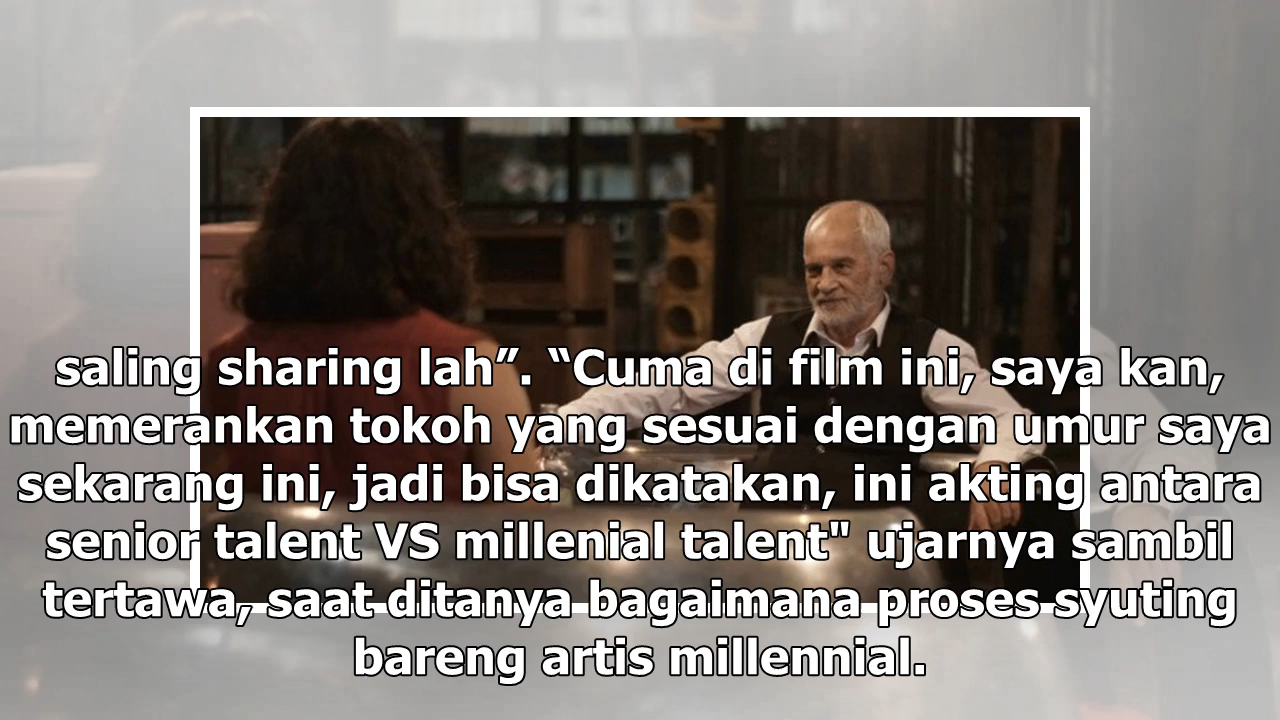 saling sharing lah”. “Cuma di film ini, saya kan,
memerankan tokoh yang sesuai dengan umur saya
sekarang ini, jadi bisa dikatakan, ini akting antara
senior talent VS millenial talent" ujarnya sambil
tertawa, saat ditanya bagaimana proses syuting
bareng artis millennial.